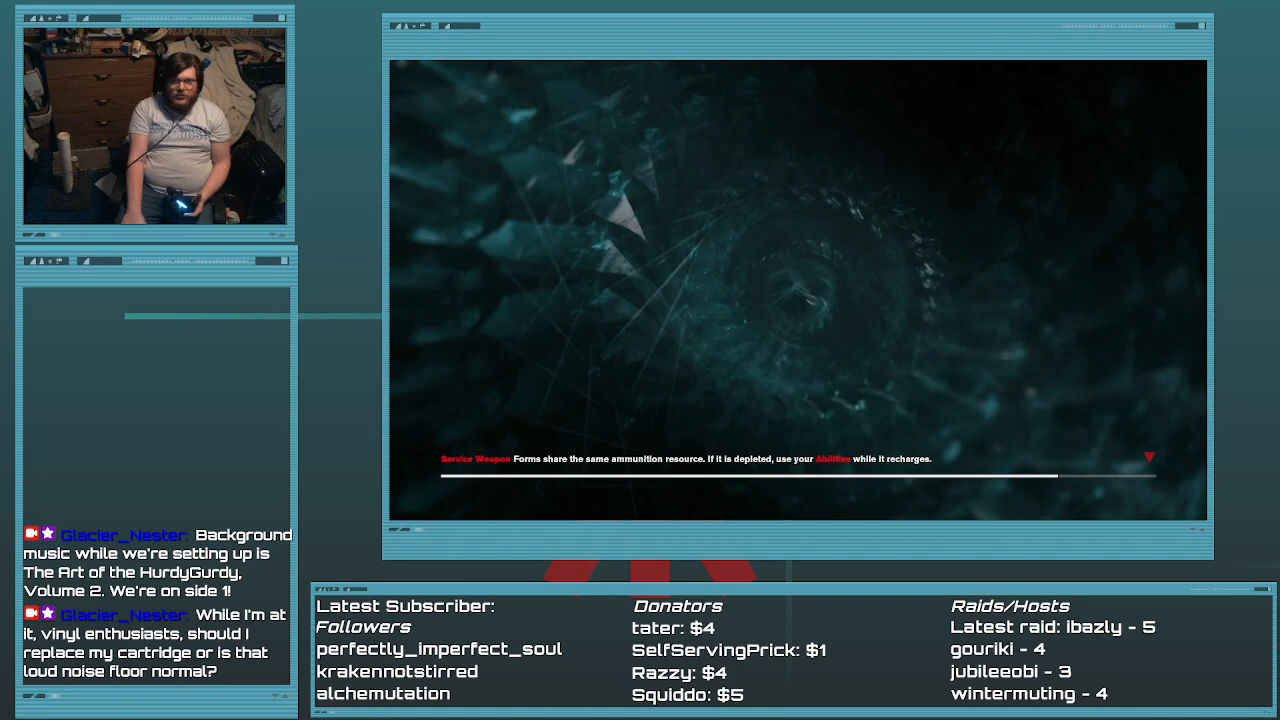 Service Weapon Forms share the same ammunition resource. If it is depleted, use your Abilities while it recharges.
Glacier_Nester: Background
music while we're setting up is
The Art of the HurdyGurdy,
Volume 2. We're on side 1!
Glacier_Nester: While I'm at
it, vinyl enthusiasts, should I
replace my cartridge or is that
loud noise floor normal?
Latest Subscriber:
Followers
perfectly_imperfect_soul
krakennotstirred
alchemutation
Donators
tater: $4
SelfServingPrick: $1
Razzy: $4
Squiddo: $5
Raids/Hosts
Latest raid: ibazly - 5
gouriki - 4
jubileeobi - 3
wintermuting - 4